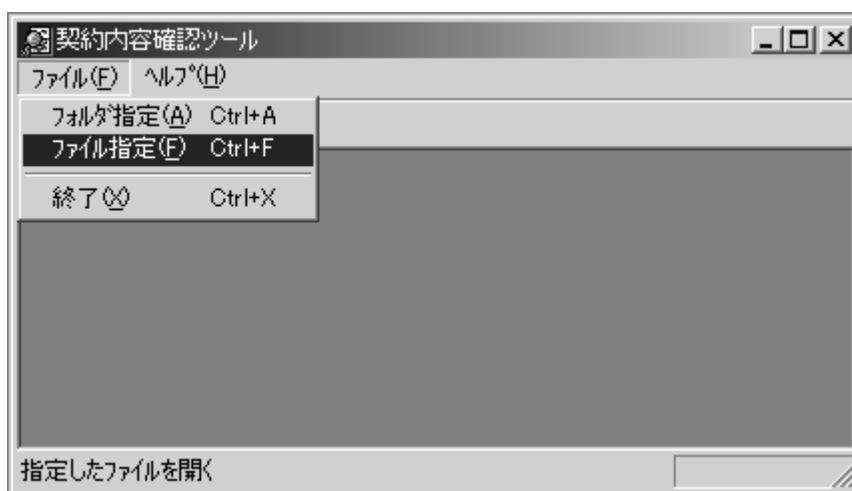 契約内容確認ツール
ﾌｧｲﾙ(F) ﾍﾙﾌﾟ(H)
ﾌｫﾙﾀﾞ指定(A) Ctrl+A
ﾌｧｲﾙ指定(F) Ctrl+F
終了(X) Ctrl+X
指定したﾌｧｲﾙを開く